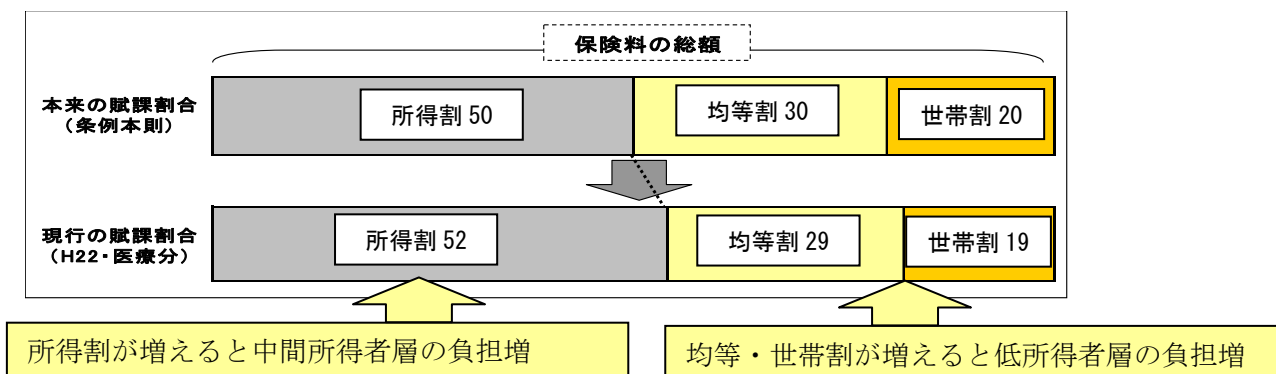 保険料の総額
本来の賦課割合
(条例本則)
所得割 50
均等割 30
世帯割 20
現行の賦課割合
(H22・医療分)
所得割 52
均等割 29
世帯割 19
所得割が増えると中間所得者層の負担増
均等・世帯割が増えると低所得者層の負担増